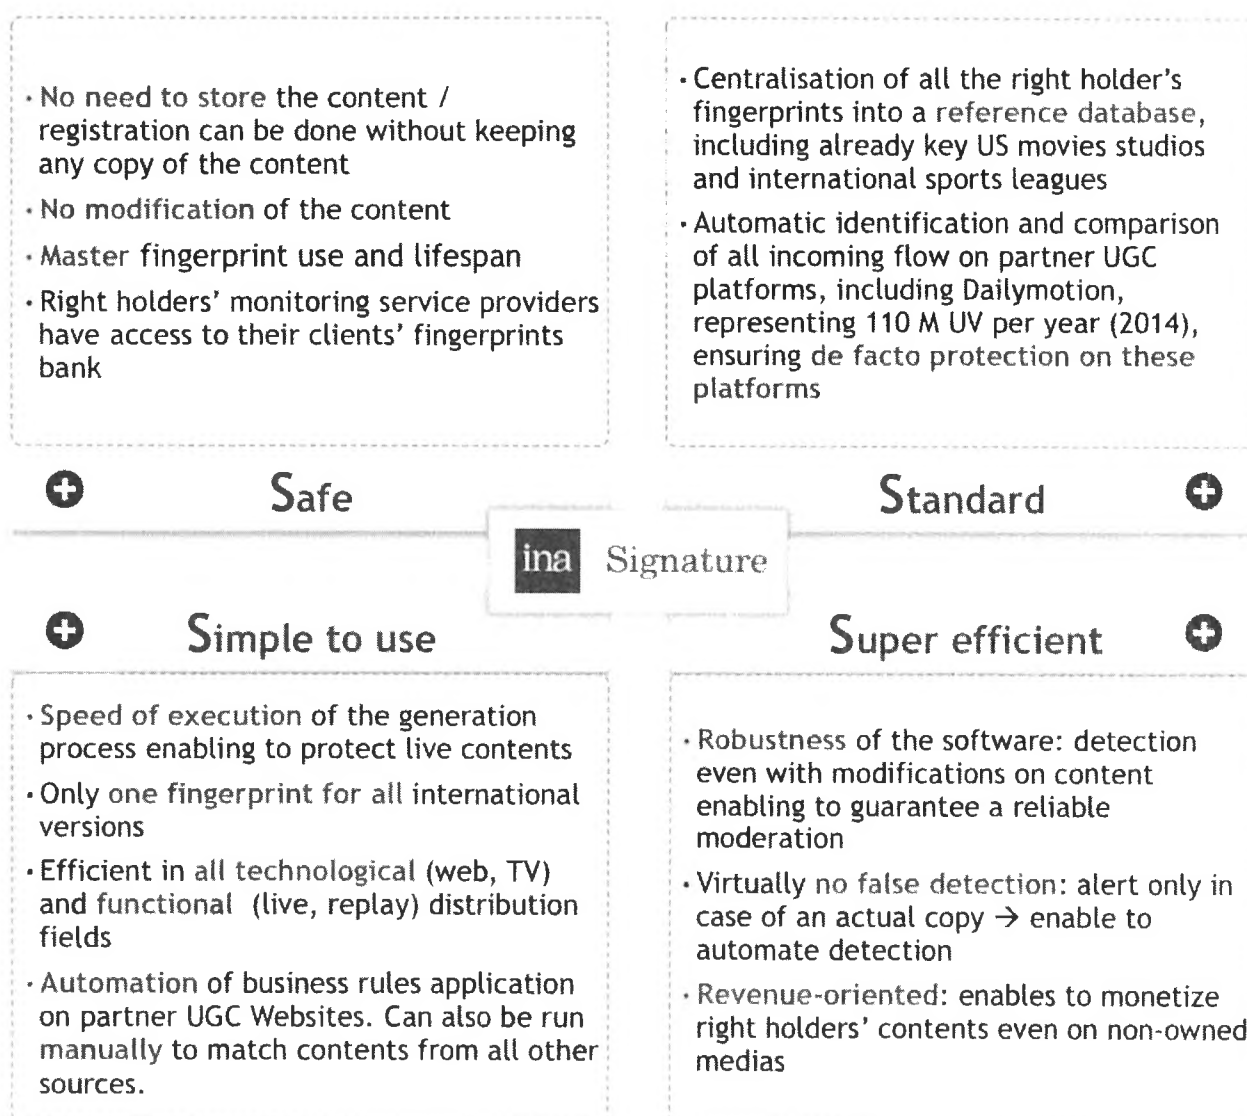 · No need to store the content /
registration can be done without keeping
any copy of the content
· No modification of the content
· Master fingerprint use and lifespan
· Right holders’ monitoring service providers
have access to their clients’ fingerprints
bank
· Centralisation of all the right holder’s
fingerprints into a reference database,
including already key US movies studios
and international sports leagues
· Automatic identification and comparison
of all incoming flow on partner UGC
platforms, including Dailymotion,
representing 110 M UV per year (2014),
ensuring de facto protection on these
platforms
Safe
Standard
ina Signature
Simple to use
Super efficient
· Speed of execution of the generation
process enabling to protect live contents
· Only one fingerprint for all international
versions
· Efficient in all technological (web, TV)
and functional (live, replay) distribution
fields
· Automation of business rules application
on partner UGC Websites. Can also be run
manually to match contents from all other
sources.
· Robustness of the software: detection
even with modifications on content
enabling to guarantee a reliable
moderation
· Virtually no false detection: alert only in
case of an actual copy → enable to
automate detection
· Revenue-oriented: enables to monetize
right holders’ contents even on non-owned
medias